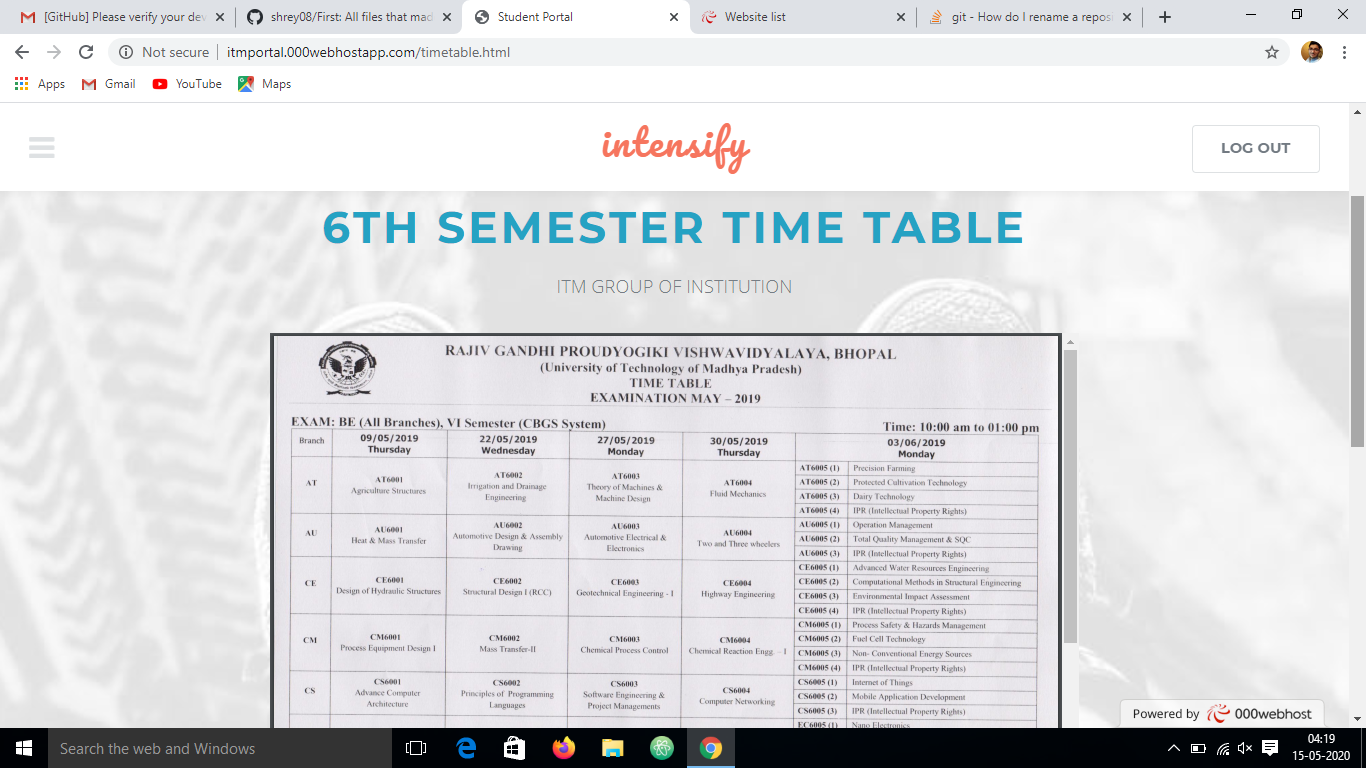 [GitHub] Please verify your dev
shrey08/First: All files that mad
Student Portal
Website list
git - How do I rename a reposi
Not secure
itmportal.000webhostapp.com/timetable.html
Apps
Gmail
YouTube
Maps
intensify
LOG OUT
6TH SEMESTER TIME TABLE
ITM GROUP OF INSTITUTION
RAJIV GANDHI PROUDYOGIKI VISHWAVIDYALAYA, BHOPAL
(University of Technology of Madhya Pradesh)
TIME TABLE
EXAMINATION MAY – 2019
EXAM: BE (All Branches), VI Semester (CBGS System)
Time: 10:00 am to 01:00 pm
Branch
09/05/2019
Thursday
22/05/2019
Wednesday
27/05/2019
Monday
30/05/2019
Thursday
03/06/2019
Monday
AT
AT6001
Agriculture Structures
AT6002
Irrigation and Drainage
Engineering
AT6003
Theory of Machines &
Machine Design
AT6004
Fluid Mechanics
AT6005 (1) Precision Farming
AT6005 (2) Protected Cultivation Technology
AT6005 (3) Dairy Technology
AT6005 (4) IPR (Intellectual Property Rights)
AU
AU6001
Heat & Mass Transfer
AU6002
Automotive Design & Assembly
Drawing
AU6003
Automotive Electrical &
Electronics
AU6004
Two and Three wheelers
AU6005 (1) Operation Management
AU6005 (2) Total Quality Management & SQC
AU6005 (3) IPR (Intellectual Property Rights)
CE
CE6001
Design of Hydraulic Structures
CE6002
Structural Design I (RCC)
CE6003
Geotechnical Engineering - I
CE6004
Highway Engineering
CE6005 (1) Advanced Water Resources Engineering
CE6005 (2) Computational Methods in Structural Engineering
CE6005 (3) Environmental Impact Assessment
CE6005 (4) IPR (Intellectual Property Rights)
CM
CM6001
Process Equipment Design I
CM6002
Mass Transfer-II
CM6003
Chemical Process Control
CM6004
Chemical Reaction Engg. – I
CM6005 (1) Process Safety & Hazards Management
CM6005 (2) Fuel Cell Technology
CM6005 (3) Non- Conventional Energy Sources
CM6005 (4) IPR (Intellectual Property Rights)
CS
CS6001
Advance Computer
Architecture
CS6002
Principles of Programming
Languages
CS6003
Software Engineering &
Project Managements
CS6004
Computer Networking
CS6005 (1) Internet of Things
CS6005 (2) Mobile Application Development
CS6005 (3) IPR (Intellectual Property Rights)
EC6005 (1) Nano Electronics
Powered by 000webhost
Search the web and Windows
04:19
15-05-2020